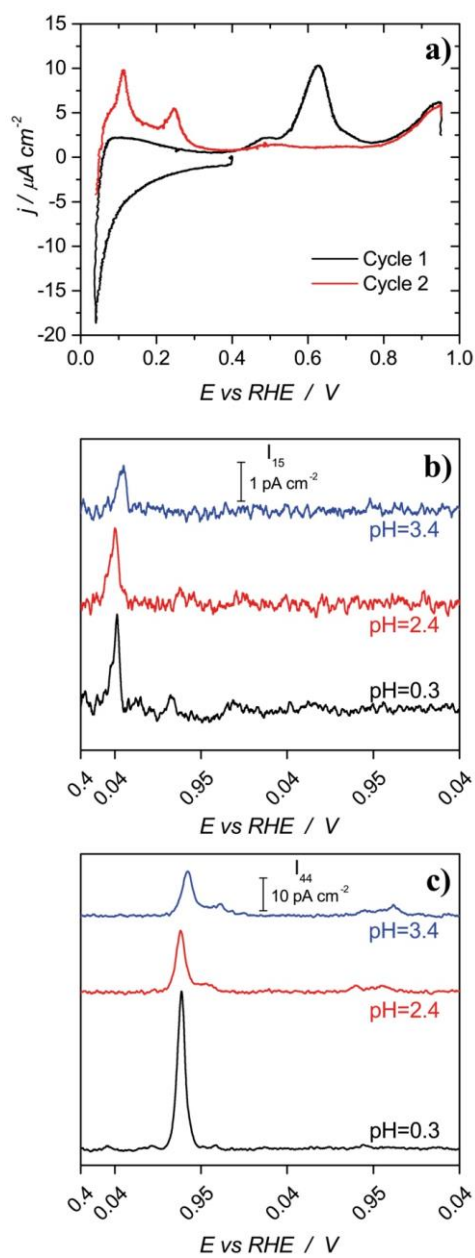 15
10
5
0
-5
-10
-15
-20
j / μA cm⁻²
a)
Cycle 1
Cycle 2
0.0 0.2 0.4 0.6 0.8 1.0
E vs RHE / V
b)
I₁₅
1 pA cm⁻²
pH=3.4
pH=2.4
pH=0.3
0.4 0.04 0.95 0.04 0.95 0.04
E vs RHE / V
c)
I₄₄
10 pA cm⁻²
pH=3.4
pH=2.4
pH=0.3
0.4 0.04 0.95 0.04 0.95 0.04
E vs RHE / V